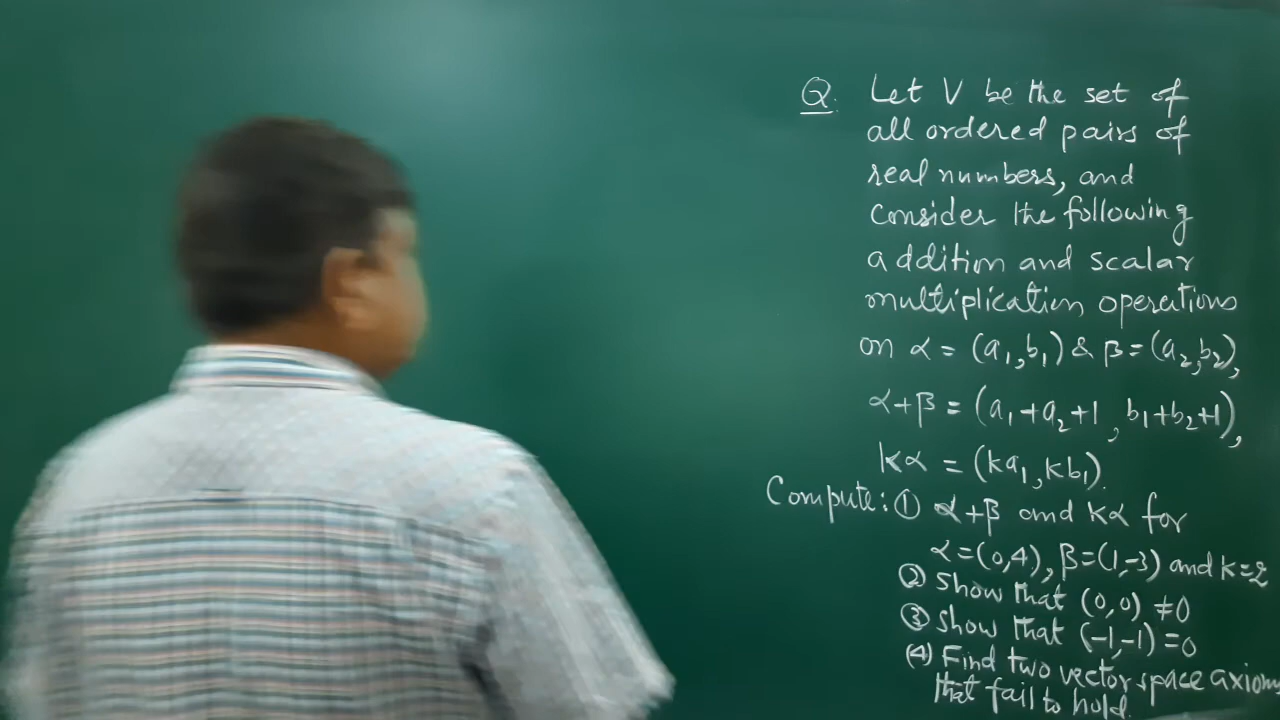 Q. Let V be the set of
all ordered pairs of
real numbers, and
consider the following
addition and scalar
multiplication operations
on α = (a₁, b₁) & β = (a₂, b₂),
α+β = (a₁+a₂+1, b₁+b₂+1),
kα = (ka₁, kb₁).
Compute: ① α+β and kα for
α=(0,4), β=(1,-3) and k=2
② Show that (0,0) ≠0
③ Show that (-1,-1)=0
(4) Find two vector space axioms
that fail to hold.